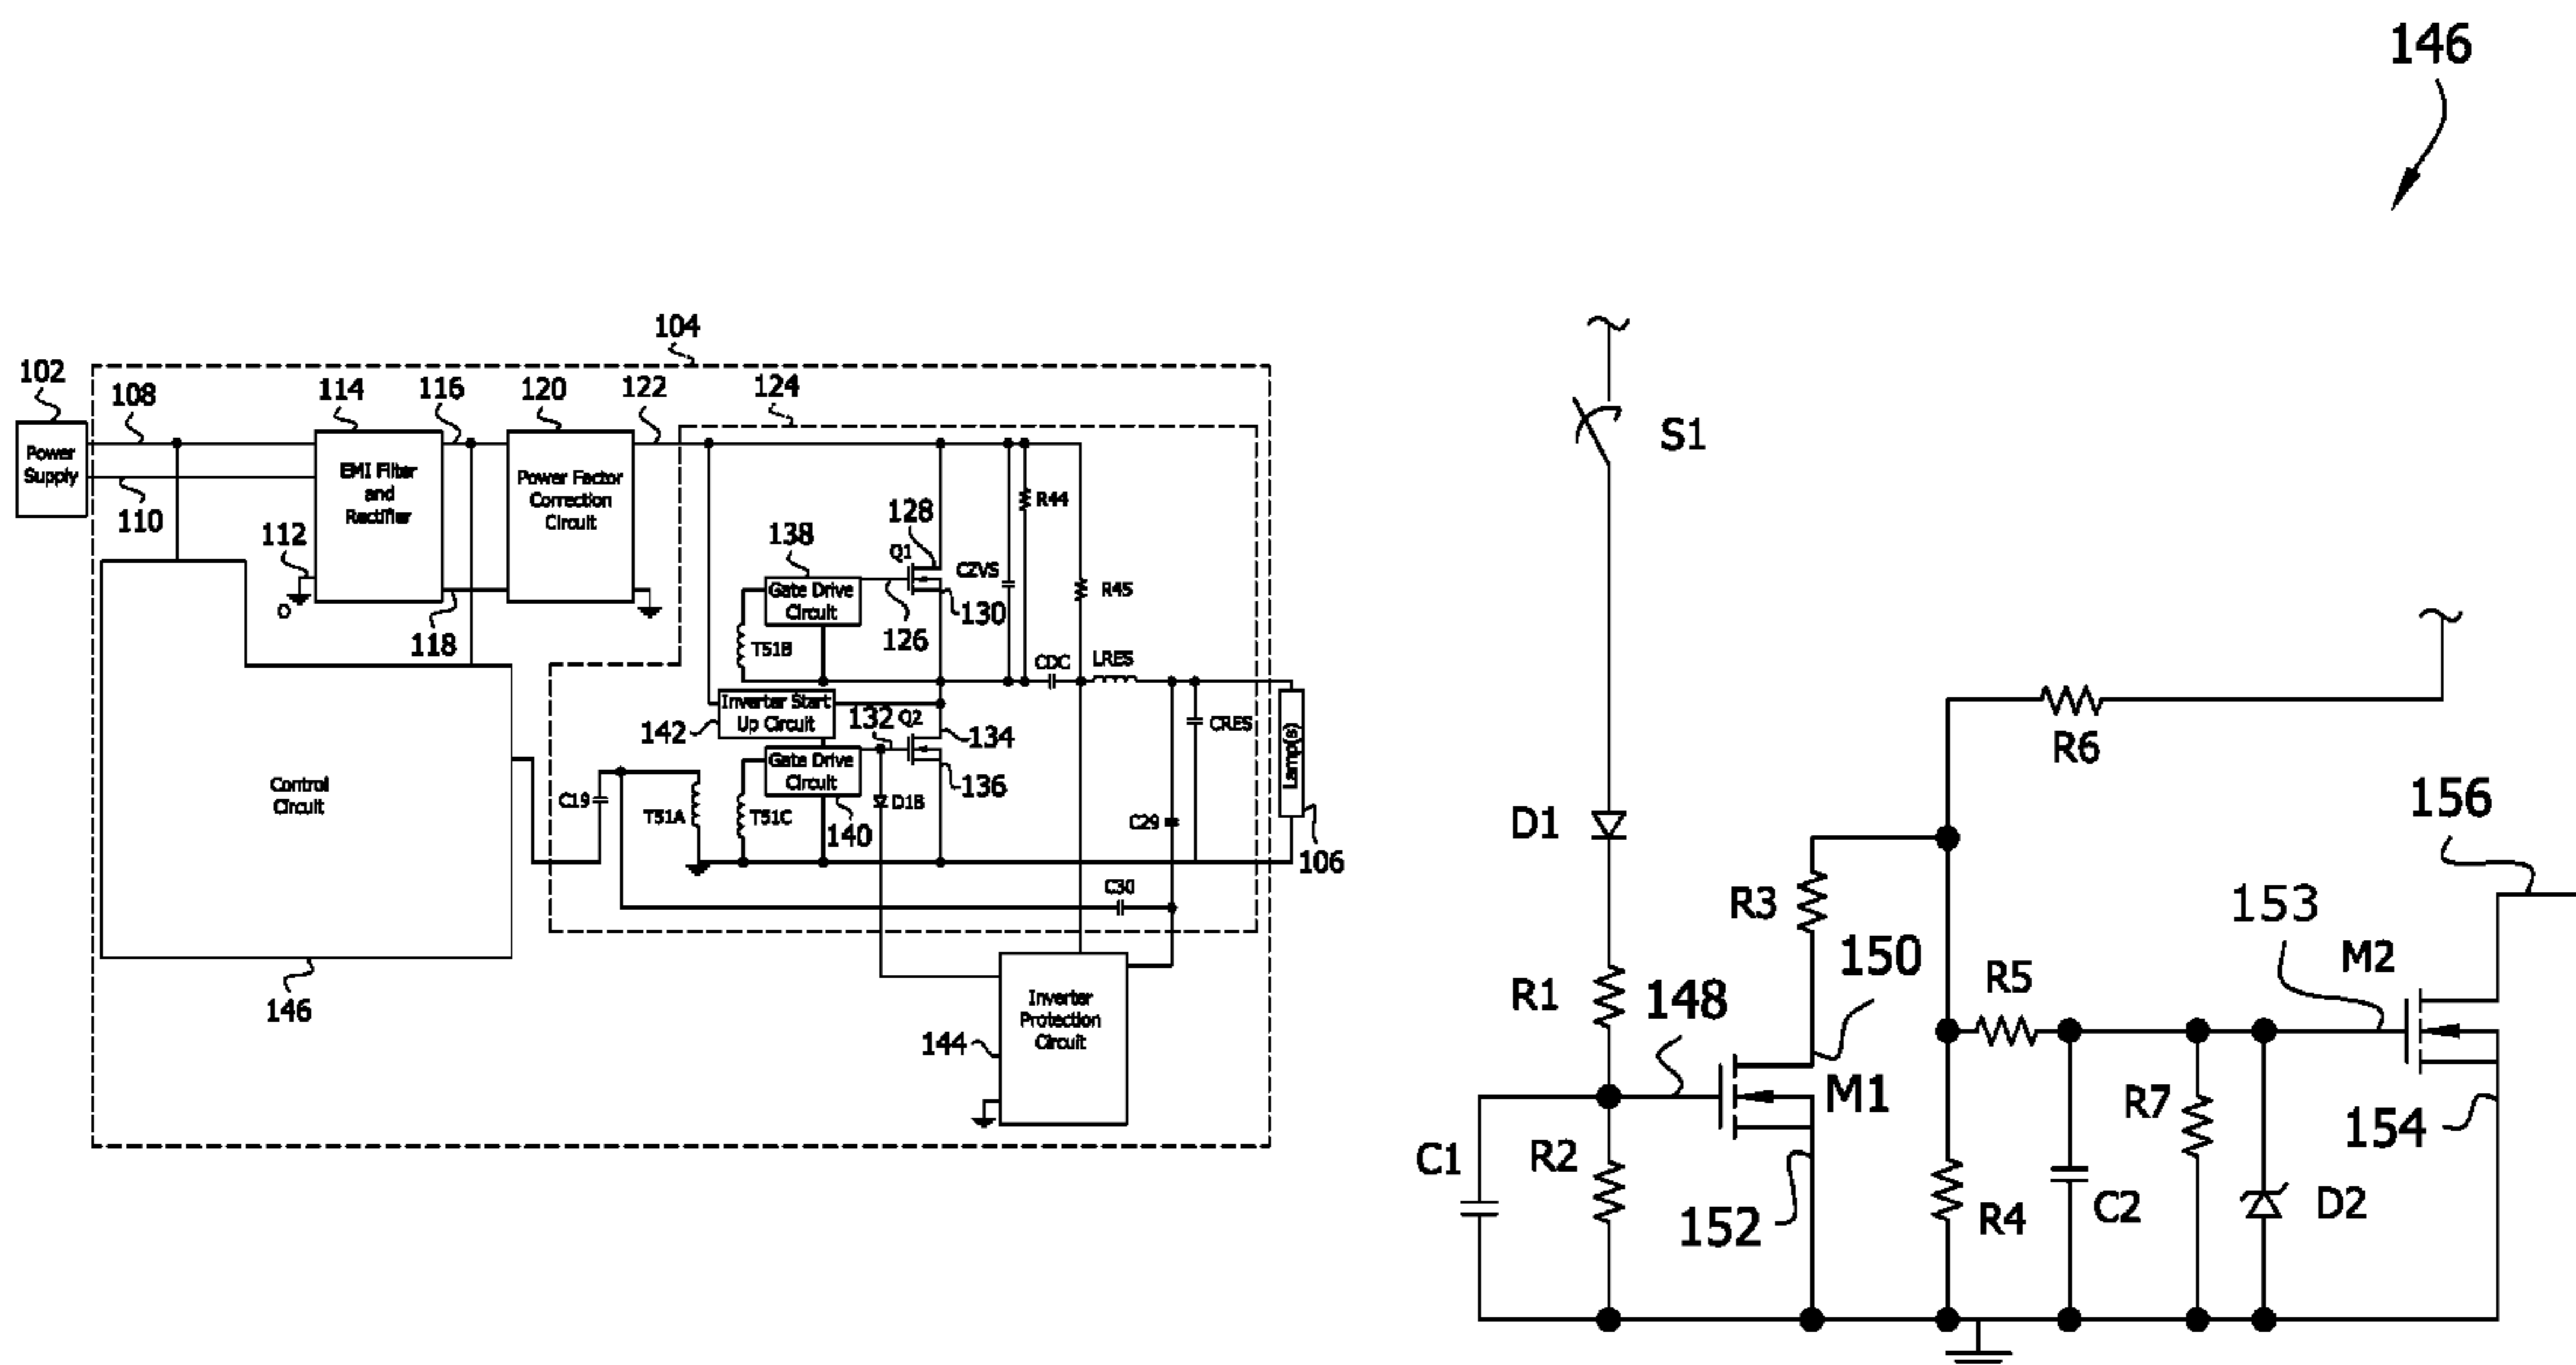 146
104
102
108
114
116
120
122
124
Power
Supply
EMI Filter
and
Rectifier
Power Factor
Correction
Circuit
110
112
118
128
138
Q1
CZVS
R44
R45
Gate Drive
Circuit
130
126
T51B
CDC
LRES
Inverter Start
Up Circuit
142
132
Q2
134
CRES
Lamp(s)
Gate Drive
Circuit
136
Control
Circuit
C19
T51A
T51C
D1B
140
C29
106
C30
146
Inverter
Protection
Circuit
144
S1
R6
D1
156
R3
153
150
M2
R5
R1
148
M1
R7
154
C1
R2
152
R4
C2
D2